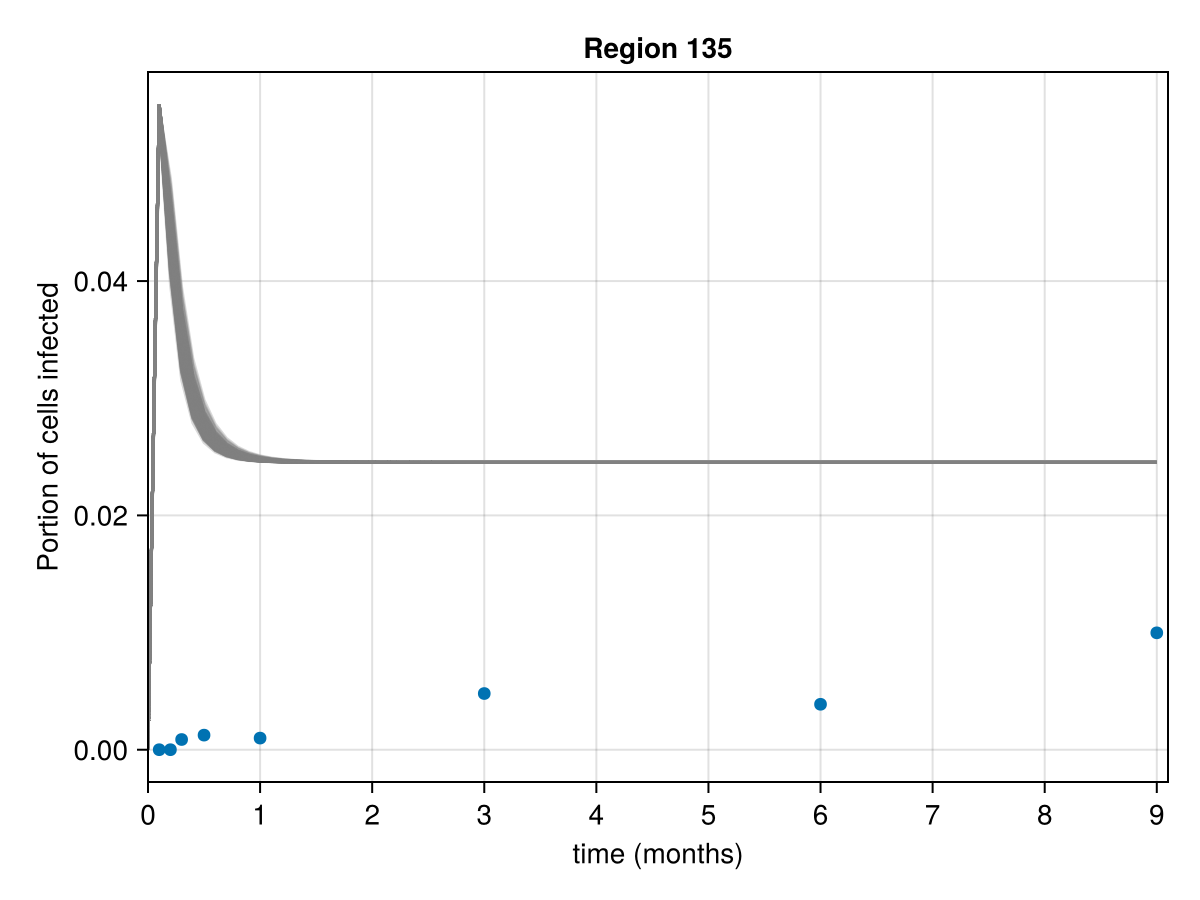 Region 135
Portion of cells infected
0.04
0.02
0.00
0 1 2 3 4 5 6 7 8 9
time (months)